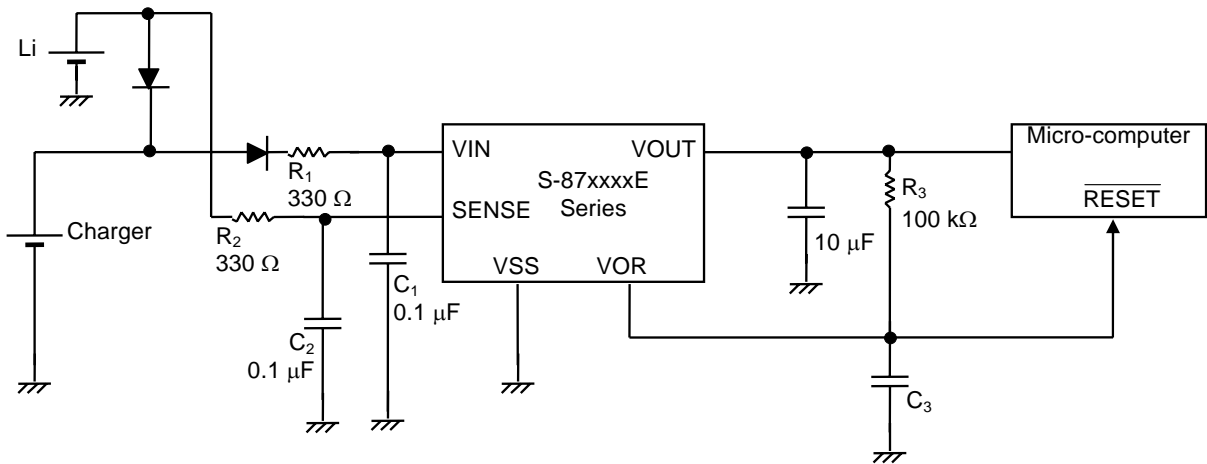 Li
Charger
R1
330 Ω
R2
330 Ω
C1
0.1 μF
C2
0.1 μF
VIN
VOUT
S-87xxxxE
Series
SENSE
VSS
VOR
10 μF
R3
100 kΩ
C3
Micro-computer
RESET